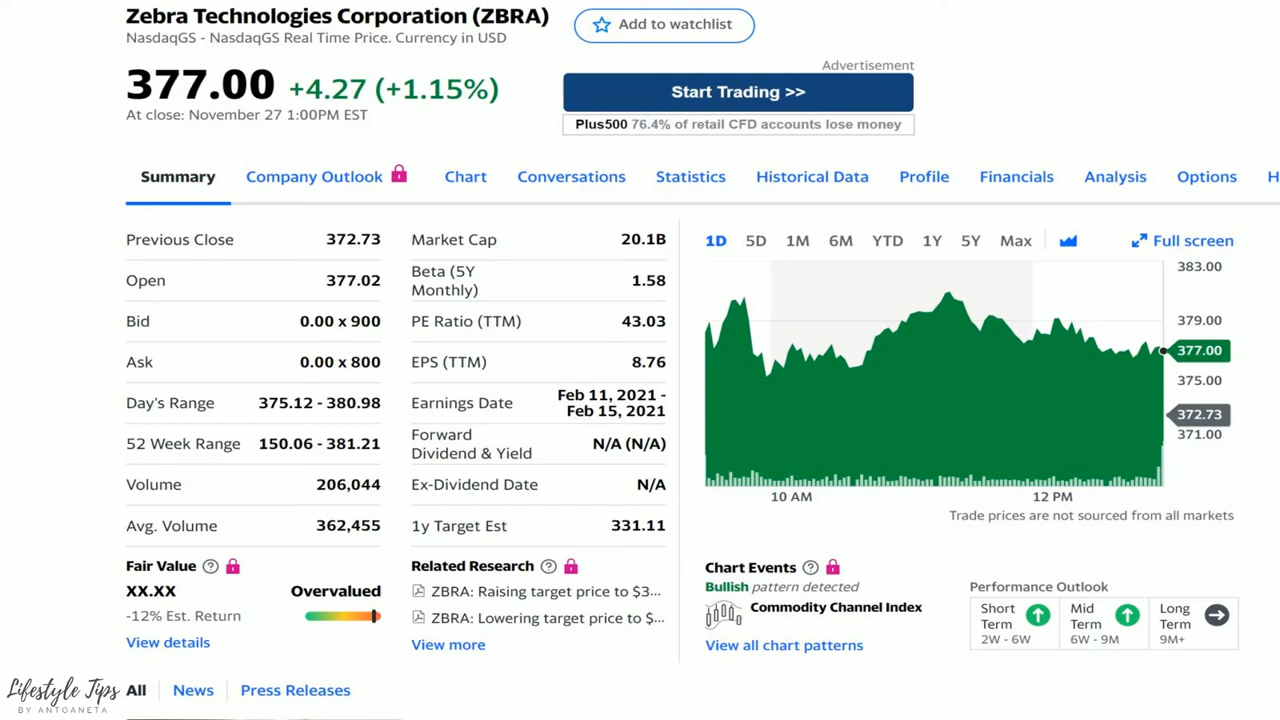 Zebra Technologies Corporation (ZBRA)
NasdaqGS - NasdaqGS Real Time Price. Currency in USD
Add to watchlist
377.00 +4.27 (+1.15%)
At close: November 27 1:00PM EST
Advertisement
Start Trading >>
Plus500 76.4% of retail CFD accounts lose money
Summary Company Outlook Chart Conversations Statistics Historical Data Profile Financials Analysis Options H
Previous Close 372.73
Open 377.02
Bid 0.00 x 900
Ask 0.00 x 800
Day's Range 375.12 - 380.98
52 Week Range 150.06 - 381.21
Volume 206,044
Avg. Volume 362,455
Market Cap 20.1B
Beta (5Y
Monthly) 1.58
PE Ratio (TTM) 43.03
EPS (TTM) 8.76
Earnings Date Feb 11, 2021 -
Feb 15, 2021
Forward
Dividend & Yield N/A (N/A)
Ex-Dividend Date N/A
1y Target Est 331.11
1D 5D 1M 6M YTD 1Y 5Y Max Full screen
383.00
379.00
377.00
375.00
372.73
371.00
10 AM 12 PM
Trade prices are not sourced from all markets
Fair Value ?
XX.XX Overvalued
-12% Est. Return
View details
Related Research ?
ZBRA: Raising target price to $3...
ZBRA: Lowering target price to $...
View more
Chart Events ?
Bullish pattern detected
Commodity Channel Index
View all chart patterns
Performance Outlook
Short
Term
2W - 6W
Mid
Term
6W - 9M
Long
Term
9M+
Lifestyle Tips
BY ANTOANETA
All News Press Releases